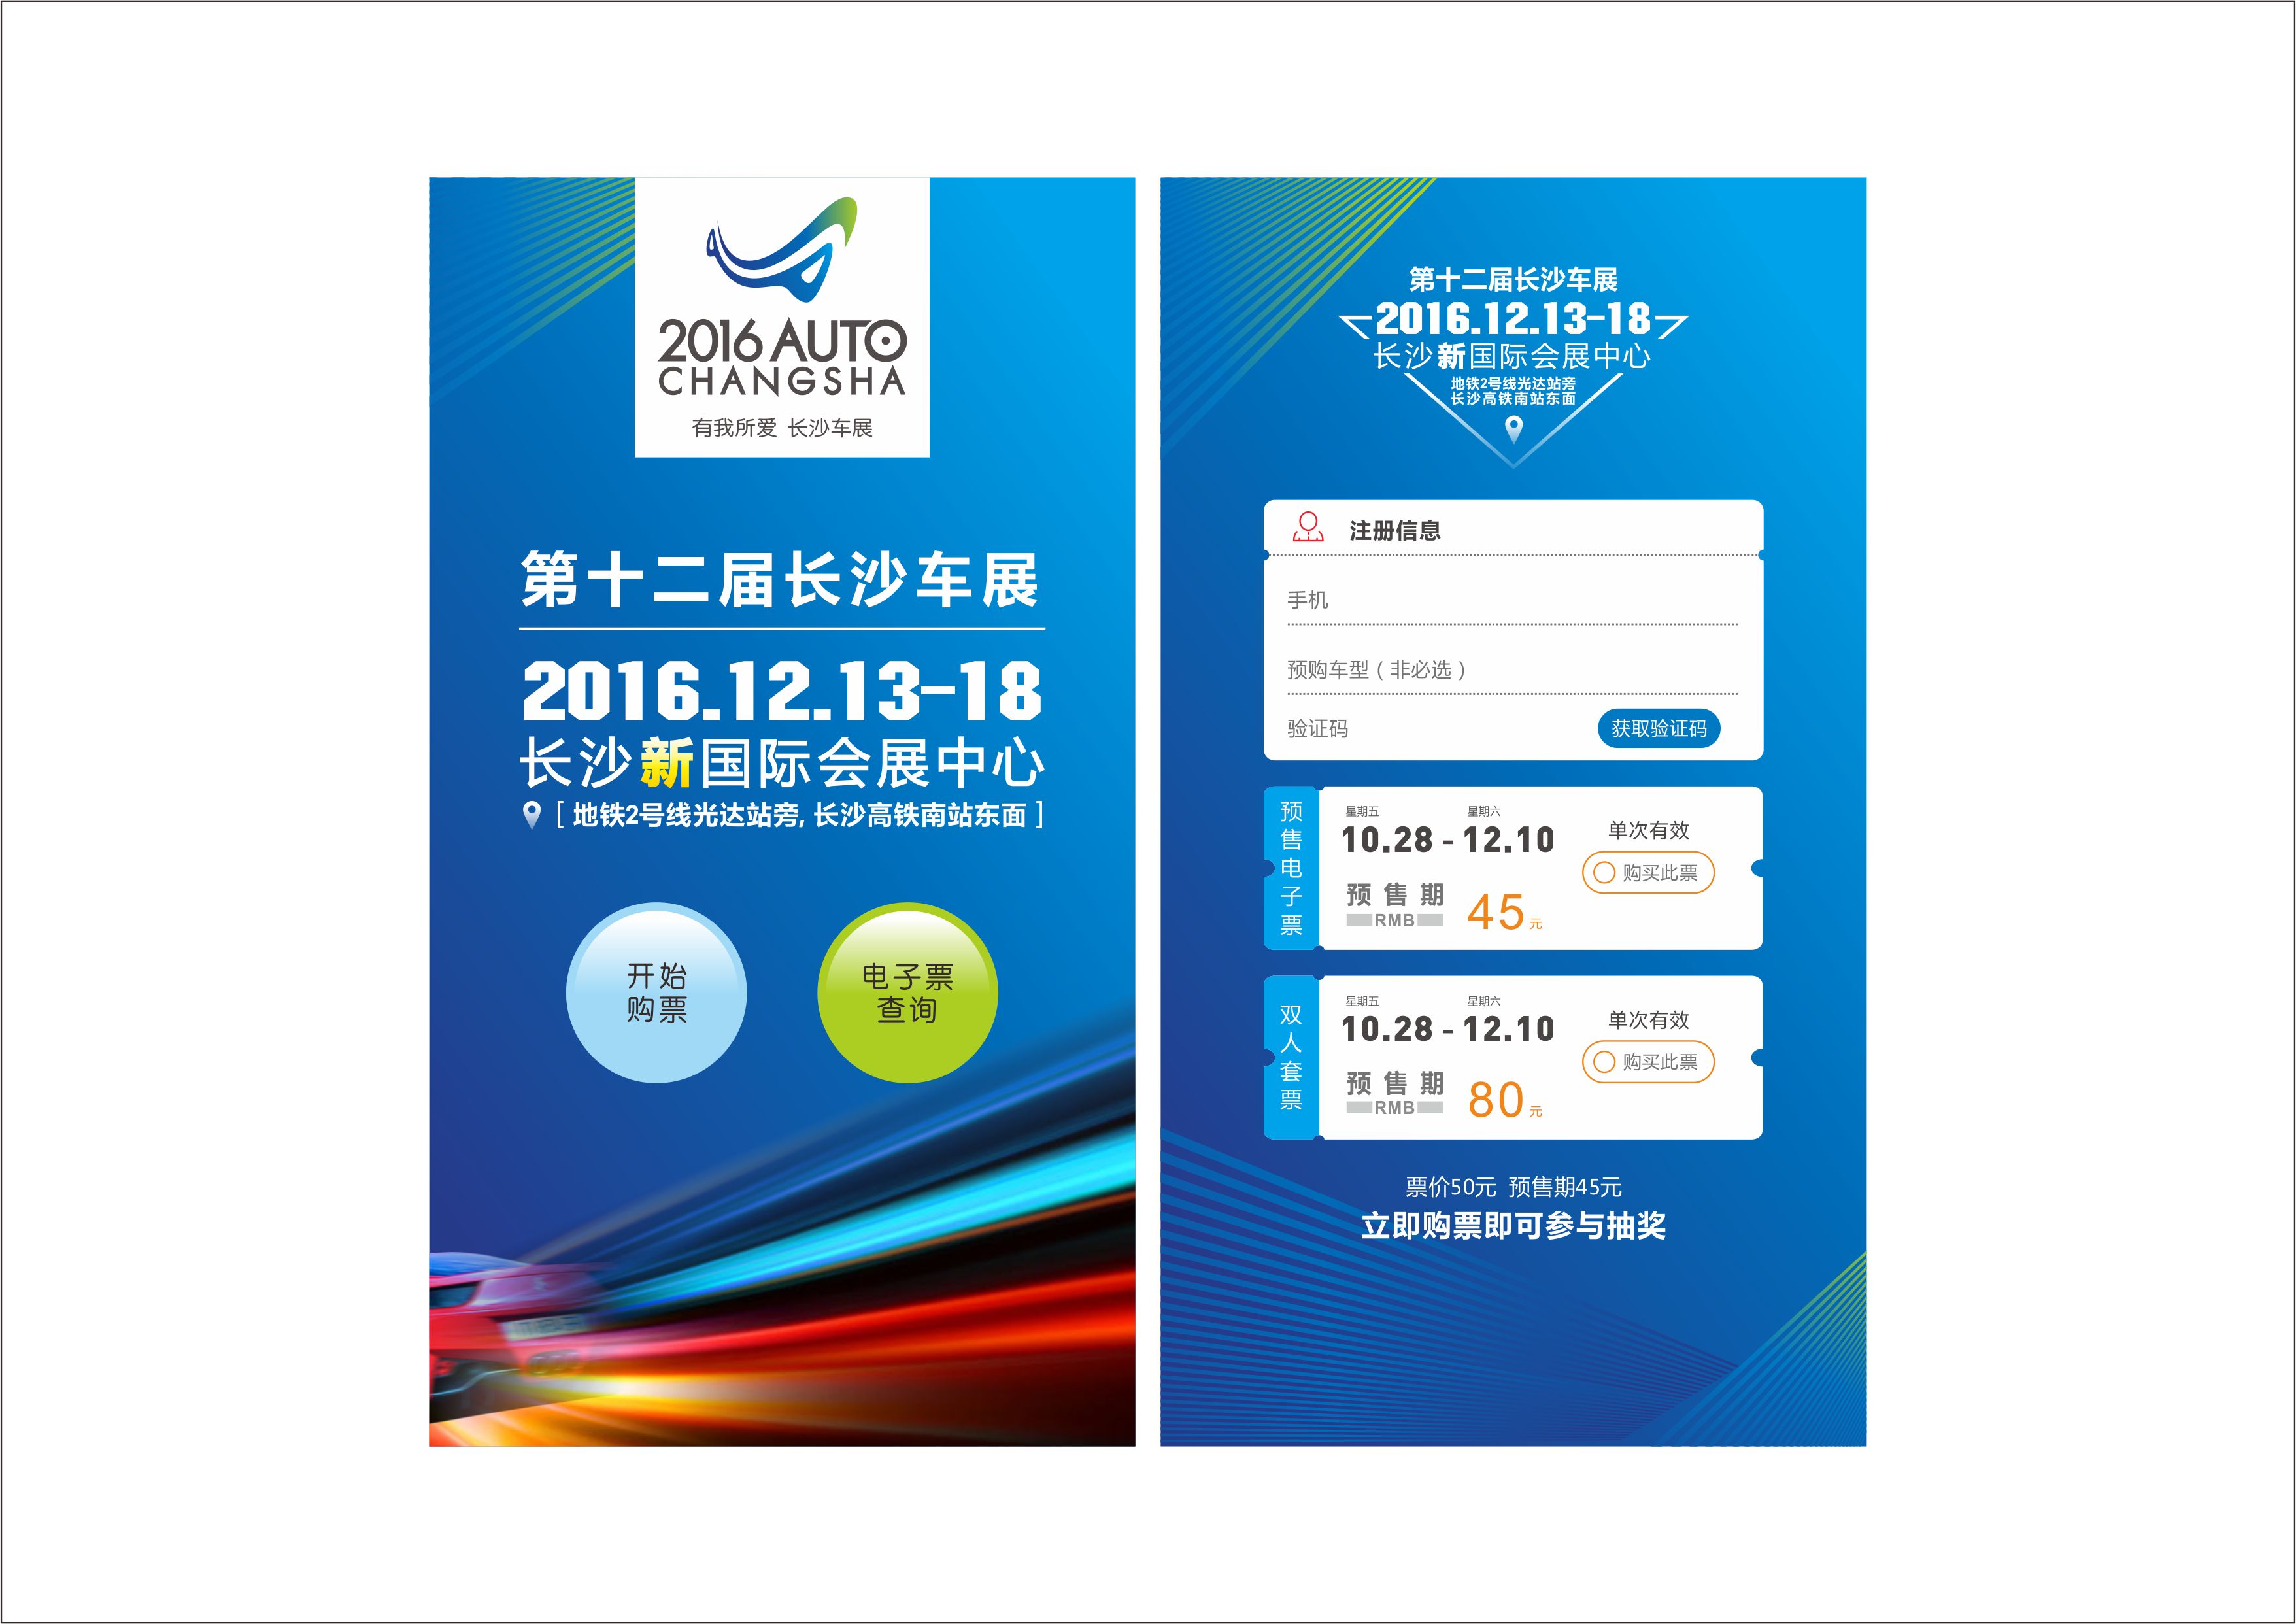 2016 AUTO
CHANGSHA
有我所爱 长沙车展
第十二届长沙车展
2016.12.13-18
长沙新国际会展中心
[ 地铁2号线光达站旁, 长沙高铁南站东面 ]
开始
购票
电子票
查询
第十二届长沙车展
2016.12.13-18
长沙新国际会展中心
地铁2号线光达站旁
长沙高铁南站东面
注册信息
手机
预购车型（非必选）
验证码 获取验证码
预售电子票
星期五 星期六
10.28 - 12.10
单次有效
购买此票
预售期
RMB
45元
双人套票
星期五 星期六
10.28 - 12.10
单次有效
购买此票
预售期
RMB
80元
票价50元 预售期45元
立即购票即可参与抽奖